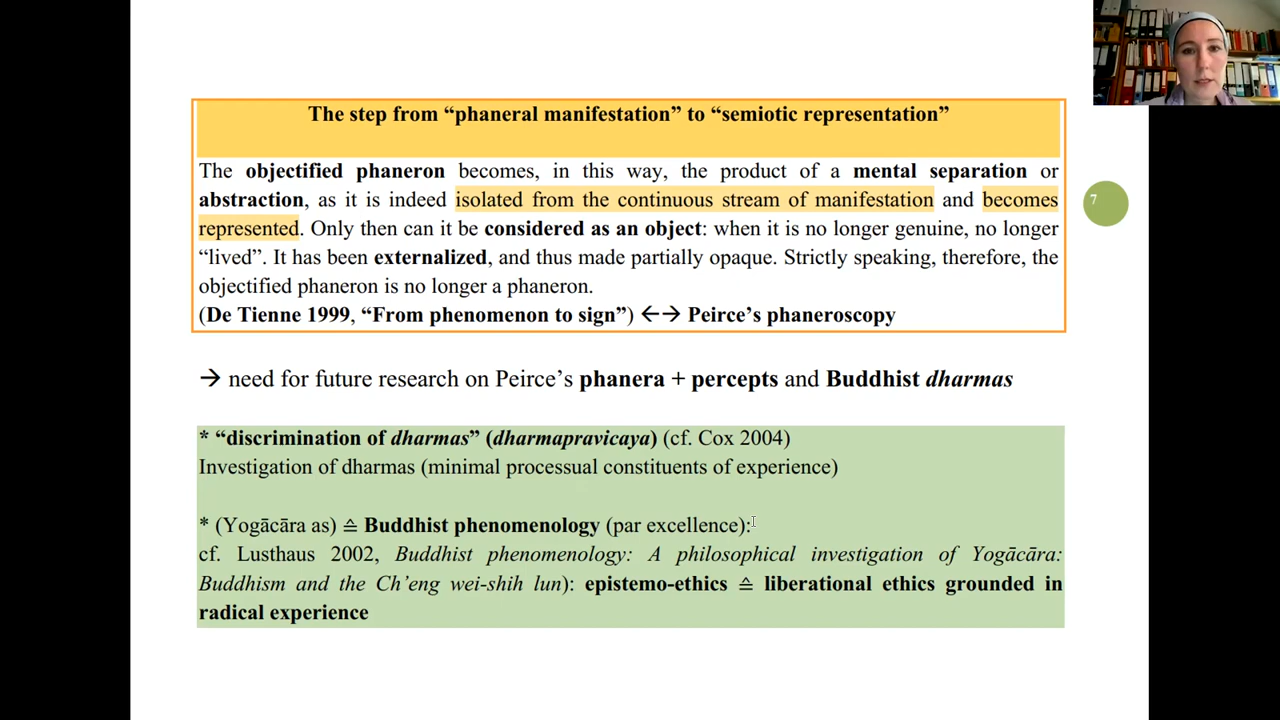 The step from “phaneral manifestation” to “semiotic representation”
The objectified phaneron becomes, in this way, the product of a mental separation or
abstraction, as it is indeed isolated from the continuous stream of manifestation and becomes
represented. Only then can it be considered as an object: when it is no longer genuine, no longer
“lived”. It has been externalized, and thus made partially opaque. Strictly speaking, therefore, the
objectified phaneron is no longer a phaneron.
(De Tienne 1999, “From phenomenon to sign”) ←→ Peirce’s phaneroscopy
7
→ need for future research on Peirce’s phanera + percepts and Buddhist dharmas
* “discrimination of dharmas” (dharmapravicaya) (cf. Cox 2004)
Investigation of dharmas (minimal processual constituents of experience)
* (Yogācāra as) ≙ Buddhist phenomenology (par excellence):
cf. Lusthaus 2002, Buddhist phenomenology: A philosophical investigation of Yogācāra:
Buddhism and the Ch’eng wei-shih lun): epistemo-ethics ≙ liberational ethics grounded in
radical experience